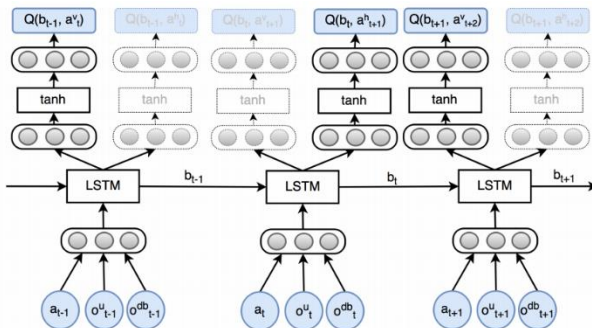 Q(b_{t-1}, a^v_t) Q(b_{t-1}, a^h_t) Q(b_t, a^v_{t+1}) Q(b_t, a^h_{t+1}) Q(b_{t+1}, a^v_{t+2}) Q(b_{t+1}, a^h_{t+2})
tanh tanh tanh tanh tanh tanh
LSTM b_{t-1} LSTM b_t LSTM b_{t+1}
a_{t-1} o^u_{t-1} o^{db}_{t-1} a_t o^u_t o^{db}_t a_{t+1} o^u_{t+1} o^{db}_{t+1}